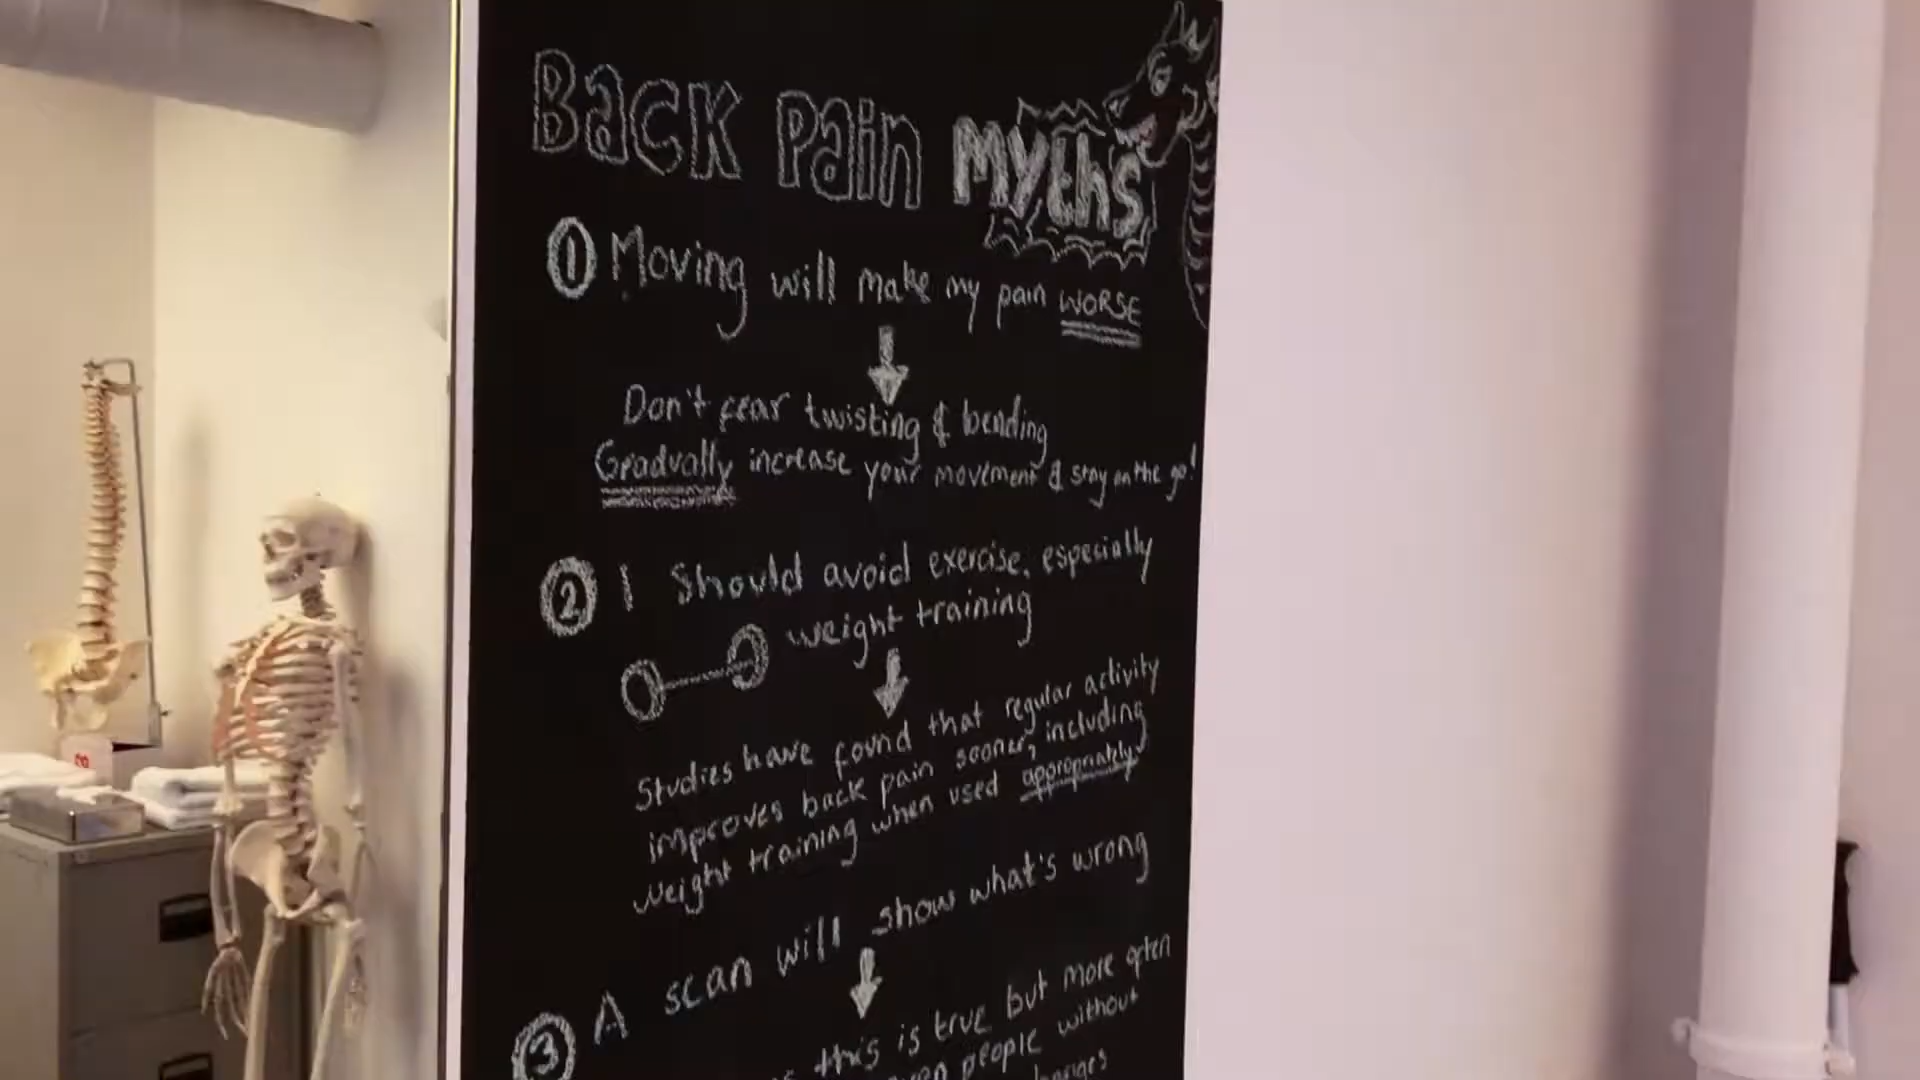 Back Pain Myths
1 Moving will make my pain WORSE
Don't fear twisting & bending
Gradually increase your movement & stay on the go!
2 I Should avoid exercise, especially
weight training
Studies have found that regular activity
improves back pain sooner, including
weight training when used appropriately
3 A scan will show what's wrong
this is true but more often
people without